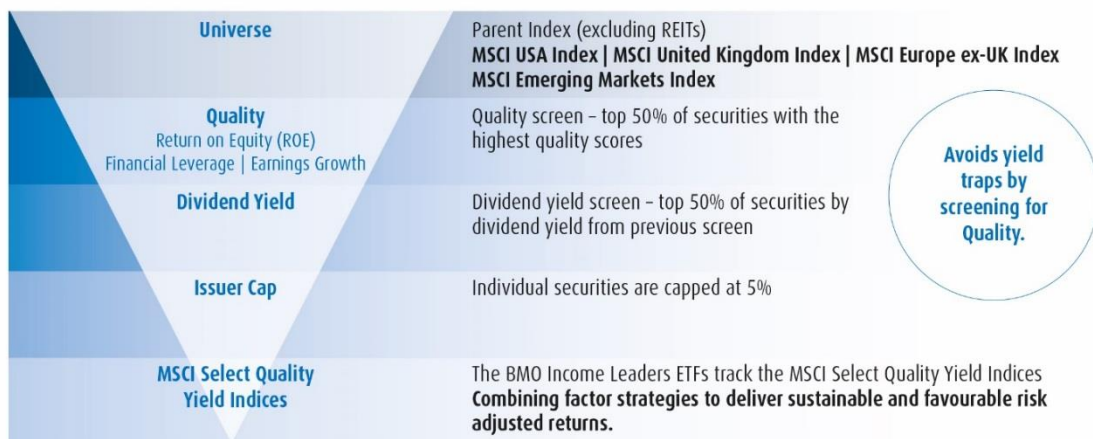 Universe
Parent Index (excluding REITs)
MSCI USA Index | MSCI United Kingdom Index | MSCI Europe ex-UK Index
MSCI Emerging Markets Index
Quality
Return on Equity (ROE)
Financial Leverage | Earnings Growth
Quality screen – top 50% of securities with the
highest quality scores
Dividend Yield
Dividend yield screen – top 50% of securities by
dividend yield from previous screen
Avoids yield
traps by
screening for
Quality.
Issuer Cap
Individual securities are capped at 5%
MSCI Select Quality
Yield Indices
The BMO Income Leaders ETFs track the MSCI Select Quality Yield Indices
Combining factor strategies to deliver sustainable and favourable risk
adjusted returns.